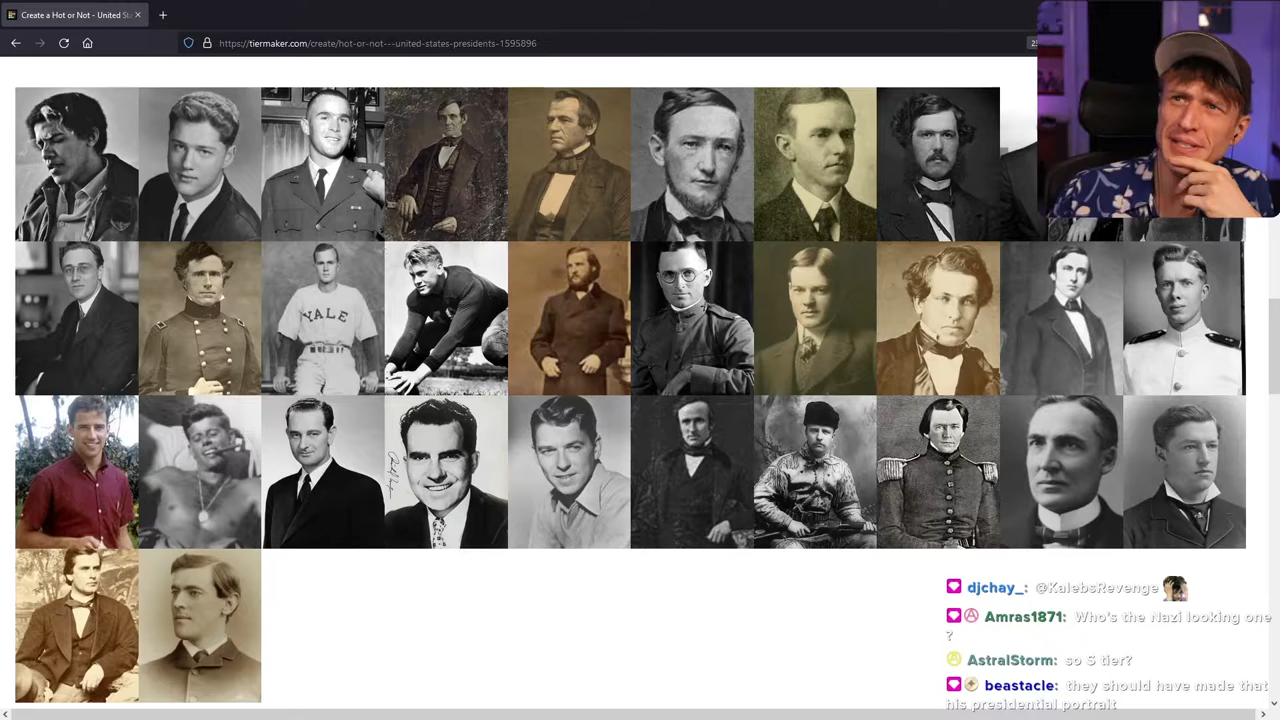 Create a Hot or Not - United St
https://tiermaker.com/create/hot-or-not---united-states-presidents-1595896
YALE
djchay_: @KalebsRevenge
Amras1871: Who's the Nazi looking one
?
AstralStorm: so S tier?
beastacle: they should have made that
his presidential portrait